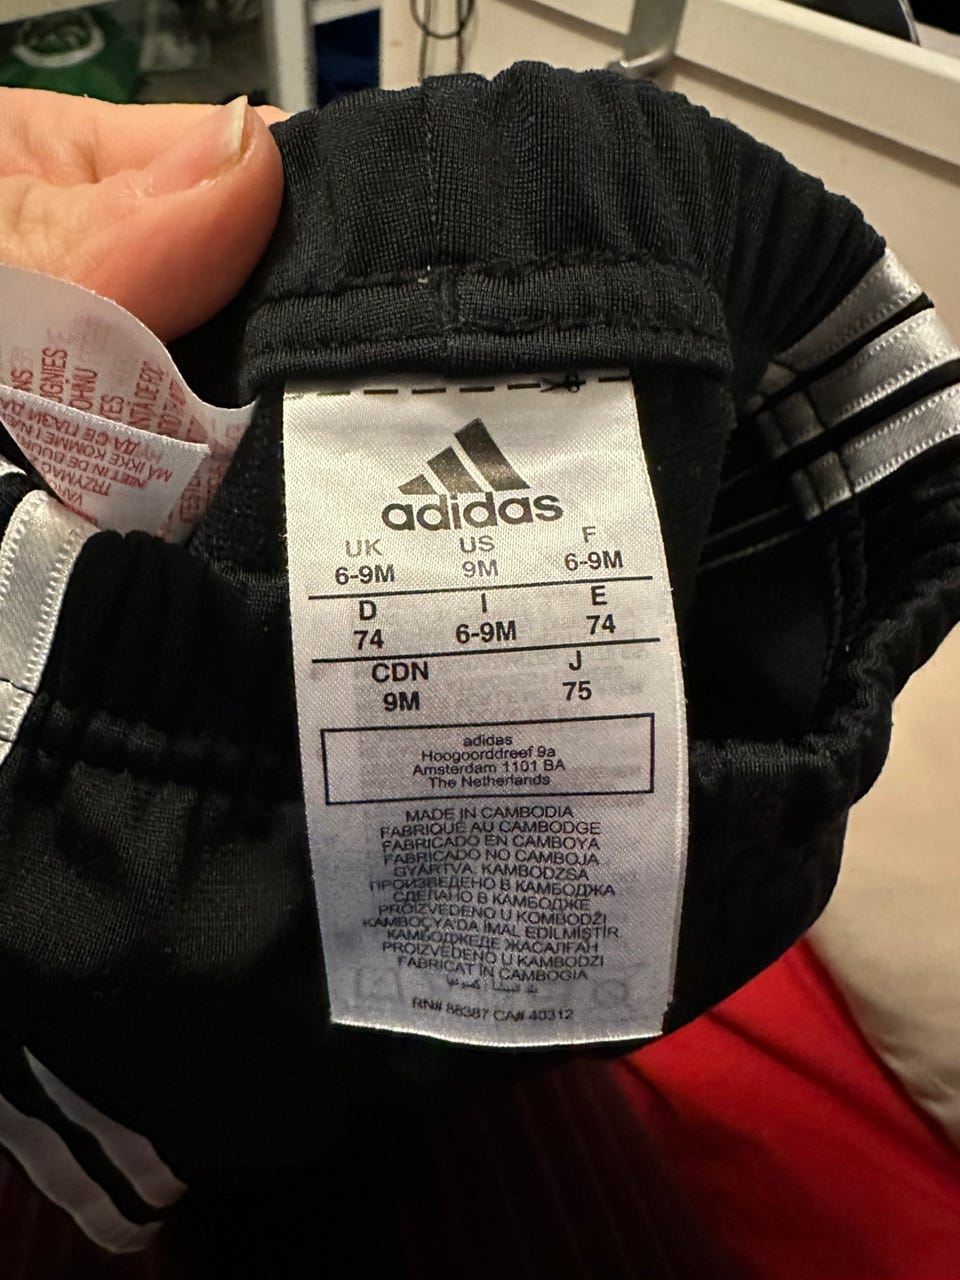 adidas
UK US F
6-9M 9M 6-9M
D I E
74 6-9M 74
CDN J
9M 75
adidas
Hoogoorddreef 9a
Amsterdam 1101 BA
The Netherlands
MADE IN CAMBODIA
FABRIQUÉ AU CAMBODGE
FABRICADO EN CAMBOYA
FABRICADO NO CAMBOJA
GYÁRTVA: KAMBODZSA
ПРОИЗВЕДЕНО В КАМБОДЖА
СДЕЛАНО В КАМБОДЖЕ
PROIZVEDENO U KOMBODŽI
KAMBOÇYA'DA İMAL EDİLMİŞTİR
КАМБОДЖЕДЕ ЖАСАЛҒАН
PROIZVEDENO U KAMBODZI
FABRICAT ÎN CAMBOGIA
RN# 88387 CA# 40312